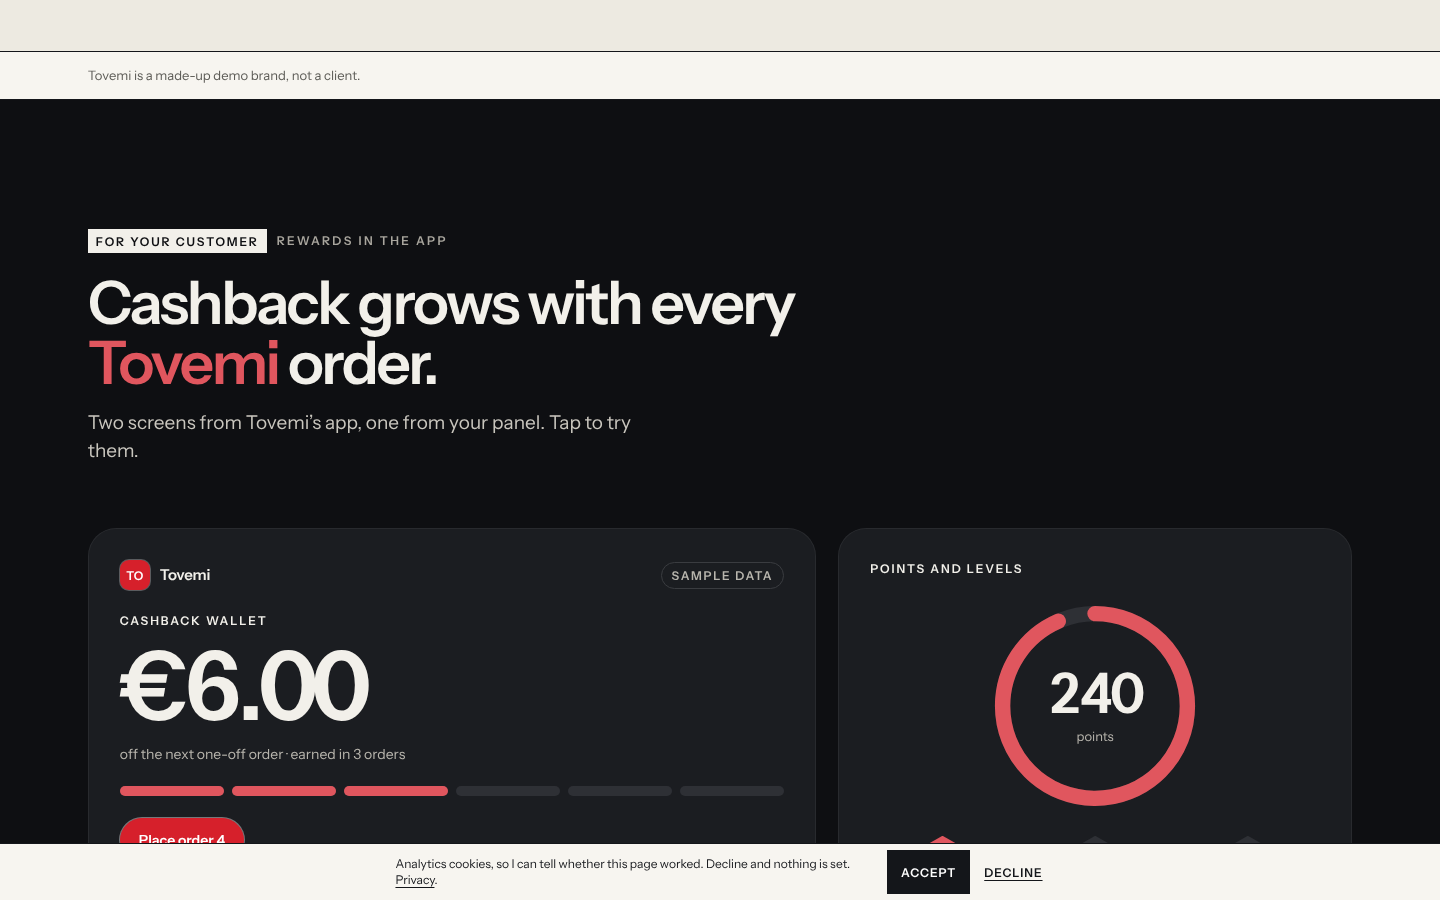 Tovemi is a made-up demo brand, not a client.
FOR YOUR CUSTOMER REWARDS IN THE APP
Cashback grows with every
Tovemi order.
Two screens from Tovemi’s app, one from your panel. Tap to try
them.
TO Tovemi
SAMPLE DATA
CASHBACK WALLET
€6.00
off the next one-off order · earned in 3 orders
Place order 4
POINTS AND LEVELS
240
points
Analytics cookies, so I can tell whether this page worked. Decline and nothing is set.
Privacy.
ACCEPT
DECLINE